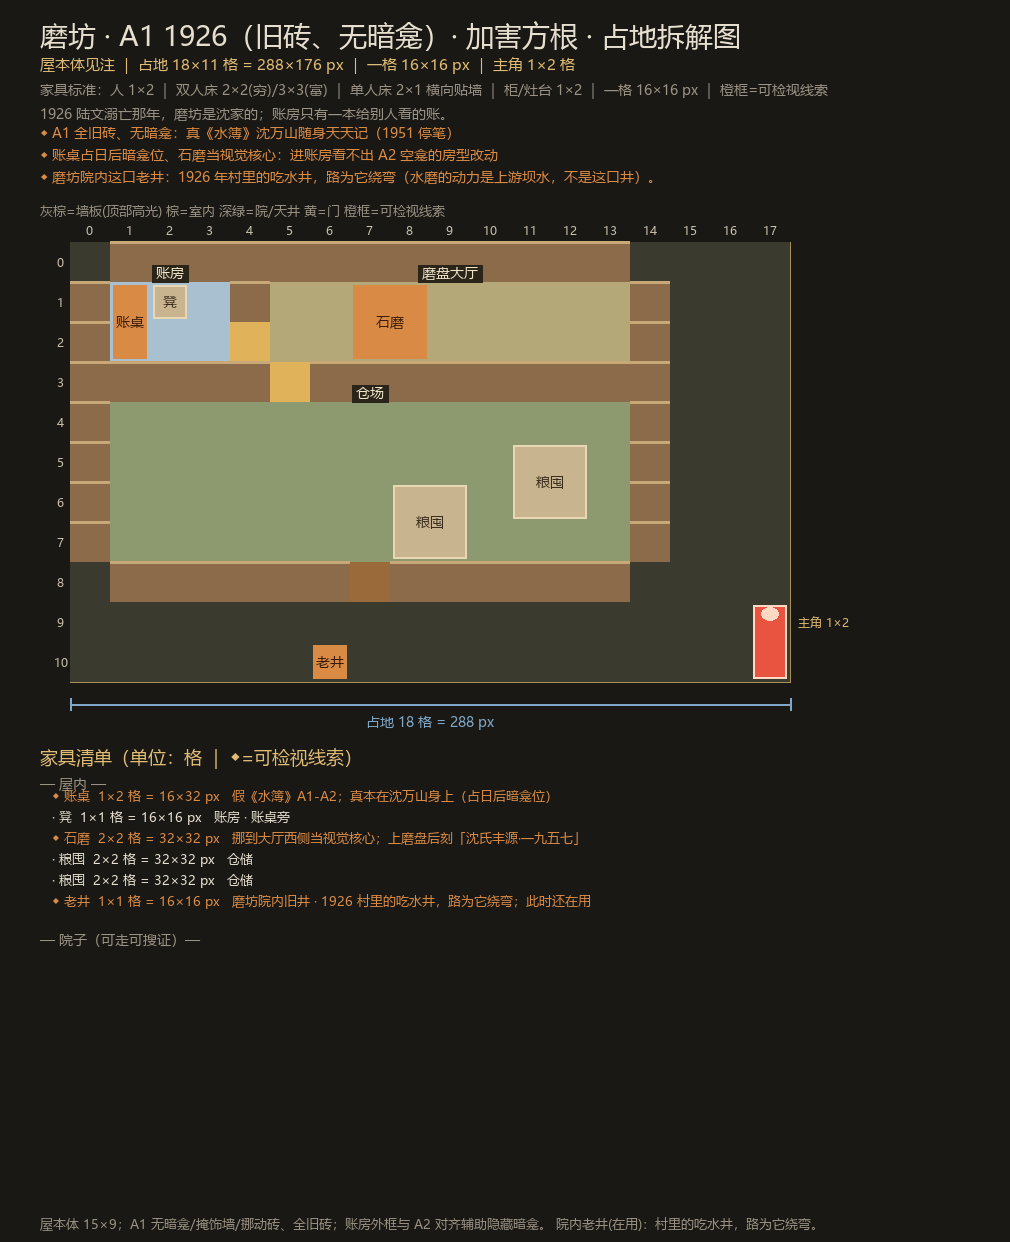 磨坊 · A1 1926（旧砖、无暗龛）· 加害方根 · 占地拆解图
屋本体见注 ｜ 占地 18×11 格 = 288×176 px ｜ 一格 16×16 px ｜ 主角 1×2 格
家具标准：人 1×2 ｜ 双人床 2×2(穷)/3×3(富) ｜ 单人床 2×1 横向贴墙 ｜ 柜/灶台 1×2 ｜ 一格 16×16 px ｜ 橙框=可检视线索
1926 陆文溺亡那年，磨坊是沈家的；账房只有一本给别人看的账。
◆ A1 全旧砖、无暗龛：真《水薄》沈万山随身天天记（1951 停笔）
◆ 账桌占日后暗龛位、石磨当视觉核心：进账房看不出 A2 空龛的房型改动
◆ 磨坊院内这口老井：1926 年村里的吃水井，路为它绕弯（水磨的动力是上游坝水，不是这口井）。
灰棕=墙板(顶部高光) 棕=室内 深绿=院/天井 黄=门 橙框=可检视线索
0 1 2 3 4 5 6 7 8 9 10 11 12 13 14 15 16 17
0
账房 磨盘大厅
1
凳
账桌
石磨
2
3
仓场
4
5
粮囤
6
粮囤
7
8
9
主角 1×2
10
老井
占地 18 格 = 288 px
家具清单（单位：格 ｜ ◆=可检视线索）
— 屋内 —
◆ 账桌 1×2 格 = 16×32 px 假《水簿》A1-A2；真本在沈万山身上（占日后暗龛位）
· 凳 1×1 格 = 16×16 px 账房 · 账桌旁
◆ 石磨 2×2 格 = 32×32 px 挪到大厅西侧当视觉核心；上磨盘后刻「沈氏丰源·一九五七」
· 粮囤 2×2 格 = 32×32 px 仓储
· 粮囤 2×2 格 = 32×32 px 仓储
◆ 老井 1×1 格 = 16×16 px 磨坊院内旧井 · 1926 村里的吃水井，路为它绕弯；此时还在用
— 院子（可走可搜证）—
屋本体 15×9；A1 无暗龛/掩饰墙/挪动砖、全旧砖；账房外框与 A2 对齐辅助隐藏暗龛。 院内老井(在用)：村里的吃水井，路为它绕弯。